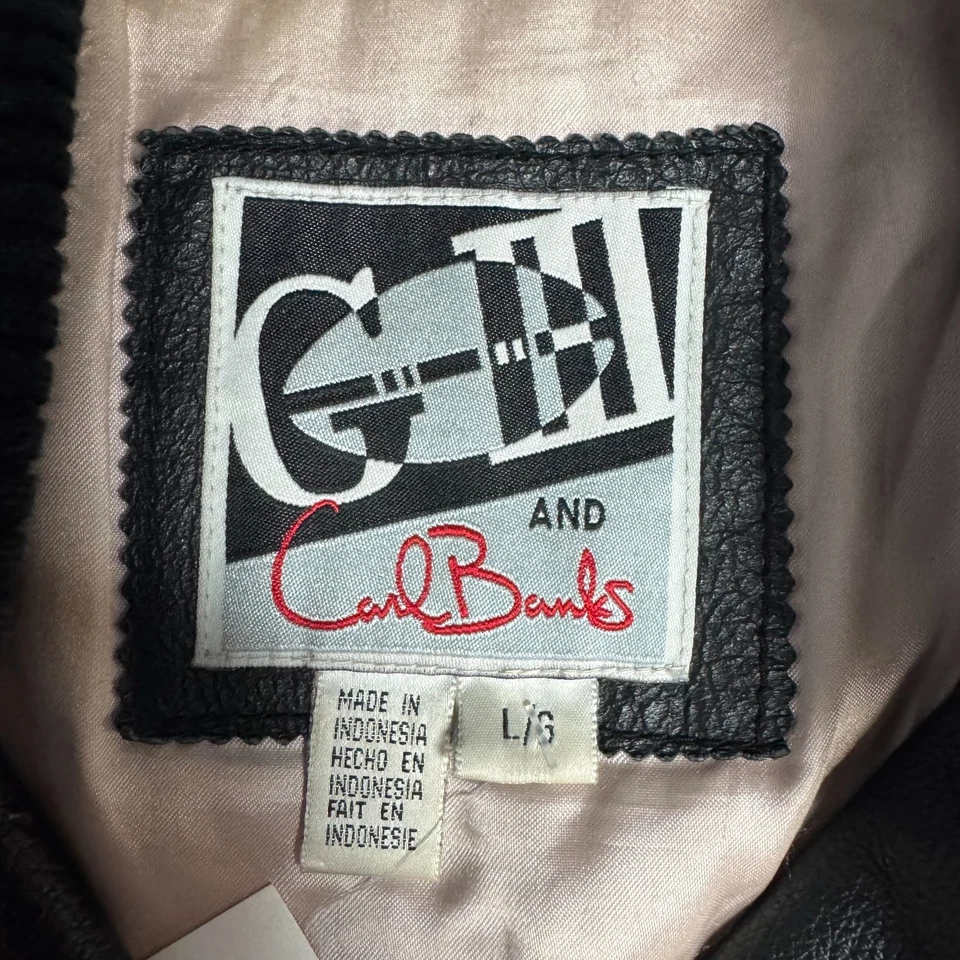 G III
AND
Carl Banks
MADE IN
INDONESIA
HECHO EN
INDONESIA
FAIT EN
INDONESIE
L/G